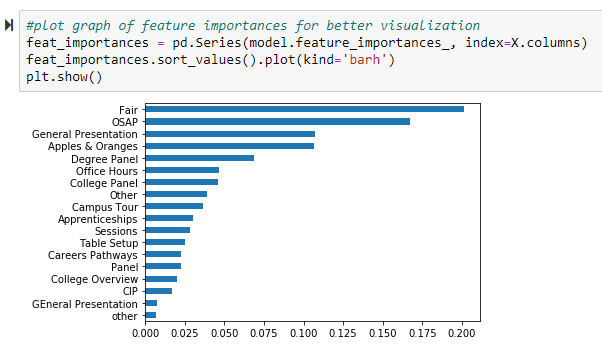 #plot graph of feature importances for better visualization
feat_importances = pd.Series(model.feature_importances_, index=X.columns)
feat_importances.sort_values().plot(kind='barh')
plt.show()
Fair
OSAP
General Presentation
Apples & Oranges
Degree Panel
Office Hours
College Panel
Other
Campus Tour
Apprenticeships
Sessions
Table Setup
Careers Pathways
Panel
College Overview
CIP
GEneral Presentation
other
0.000 0.025 0.050 0.075 0.100 0.125 0.150 0.175 0.200